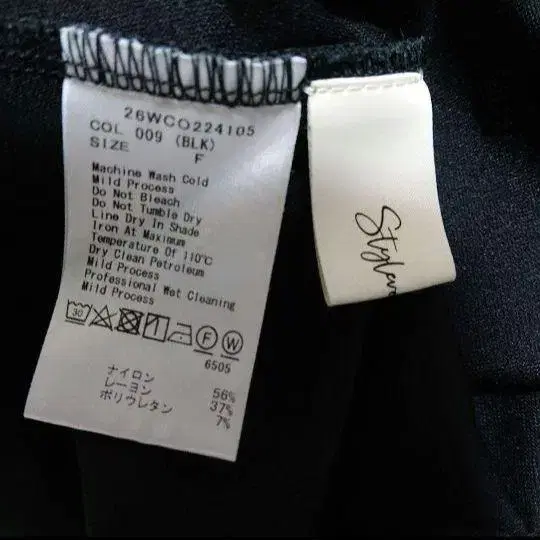 26WCO224105
COL 009 (BLK)
SIZE F
Machine Wash Cold
Mild Process
Do Not Bleach
Do Not Tumble Dry
Line Dry In Shade
Iron At Maximum
Temperature Of 110℃
Dry Clean Petroleum
Mild Process
Professional Wet Cleaning
Mild Process
30 F W
6505
ナイロン 56%
レーヨン 37%
ポリウレタン 7%